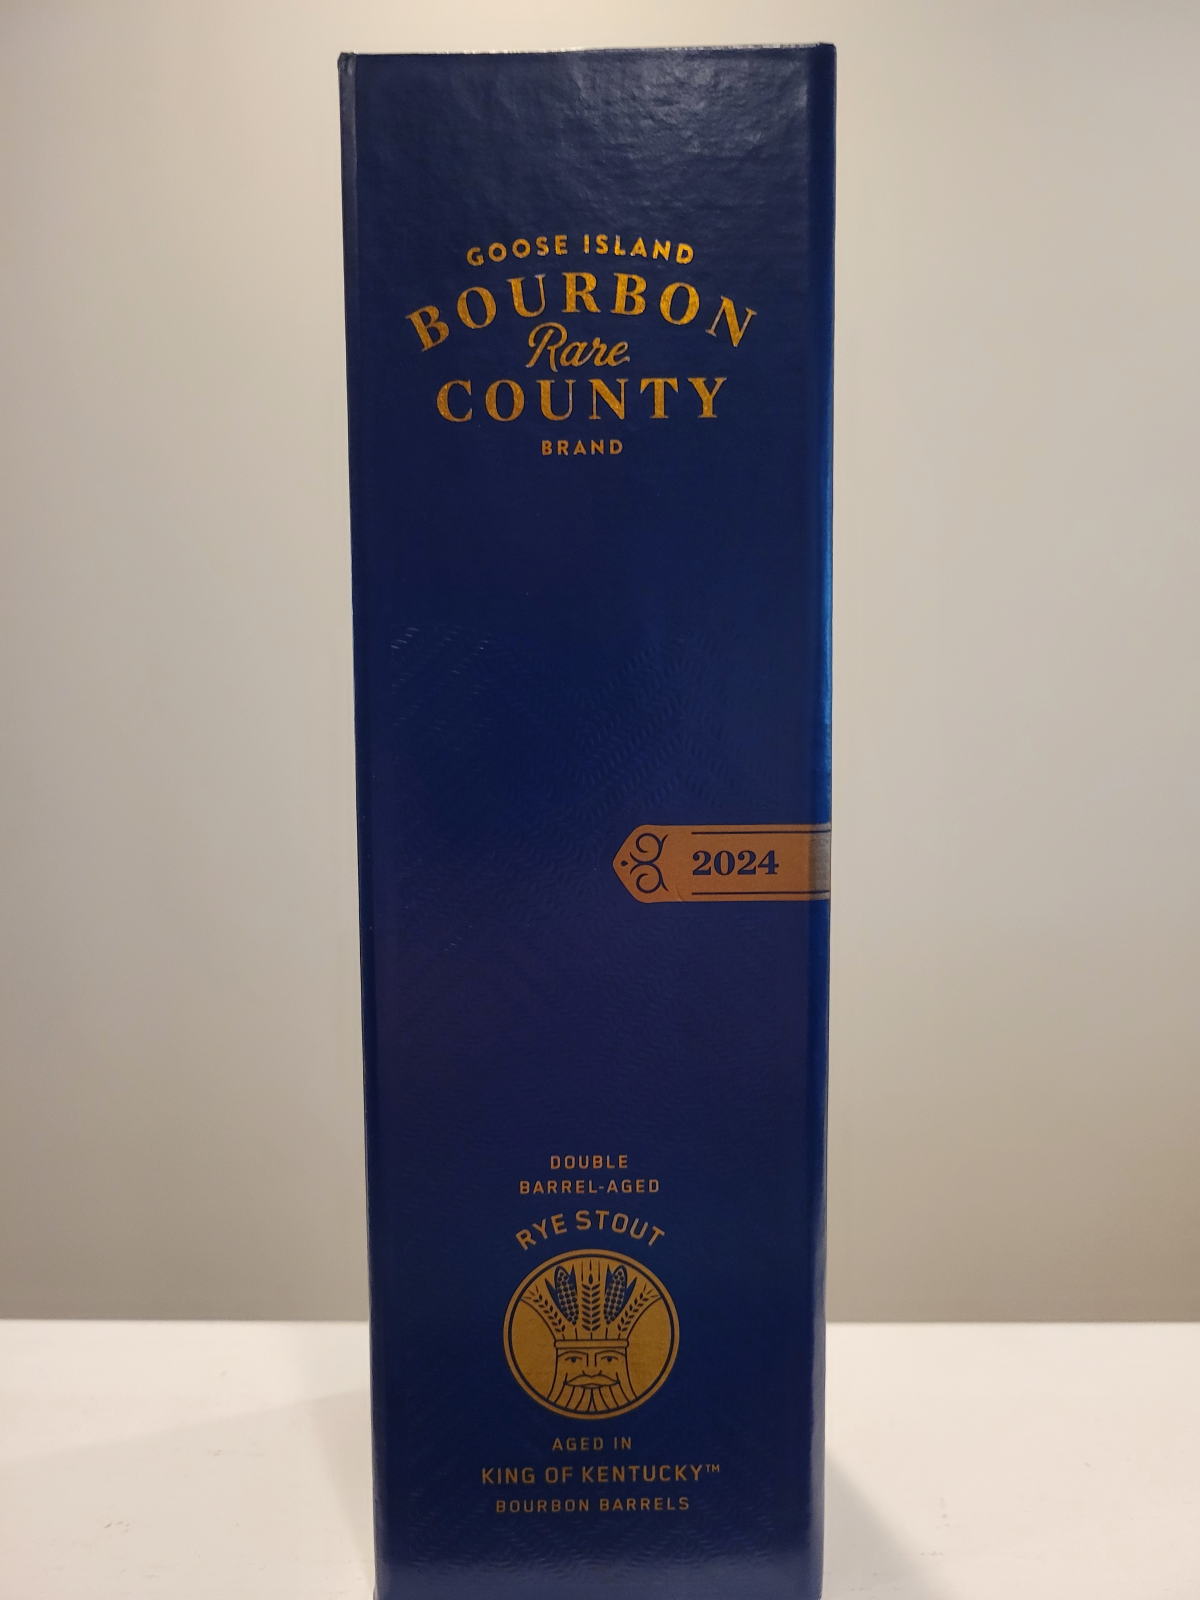 GOOSE ISLAND
BOURBON
Rare
COUNTY
BRAND
2024
DOUBLE
BARREL-AGED
RYE STOUT
AGED IN
KING OF KENTUCKY™
BOURBON BARRELS